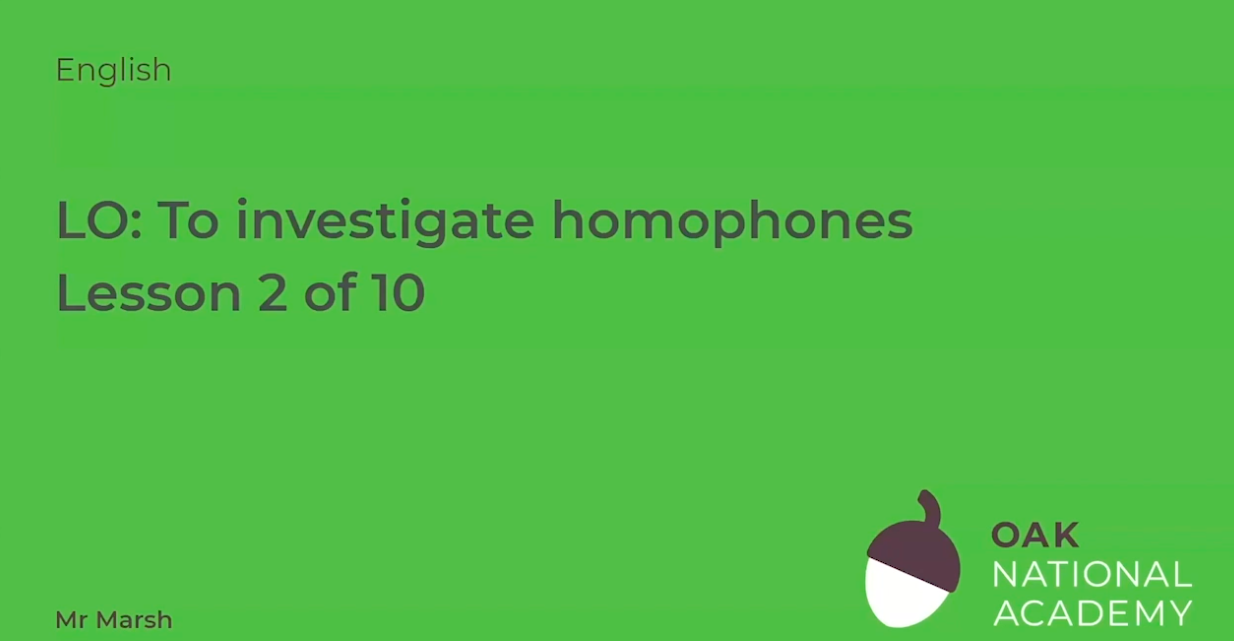 English
LO: To investigate homophones
Lesson 2 of 10
OAK
NATIONAL
ACADEMY
Mr Marsh